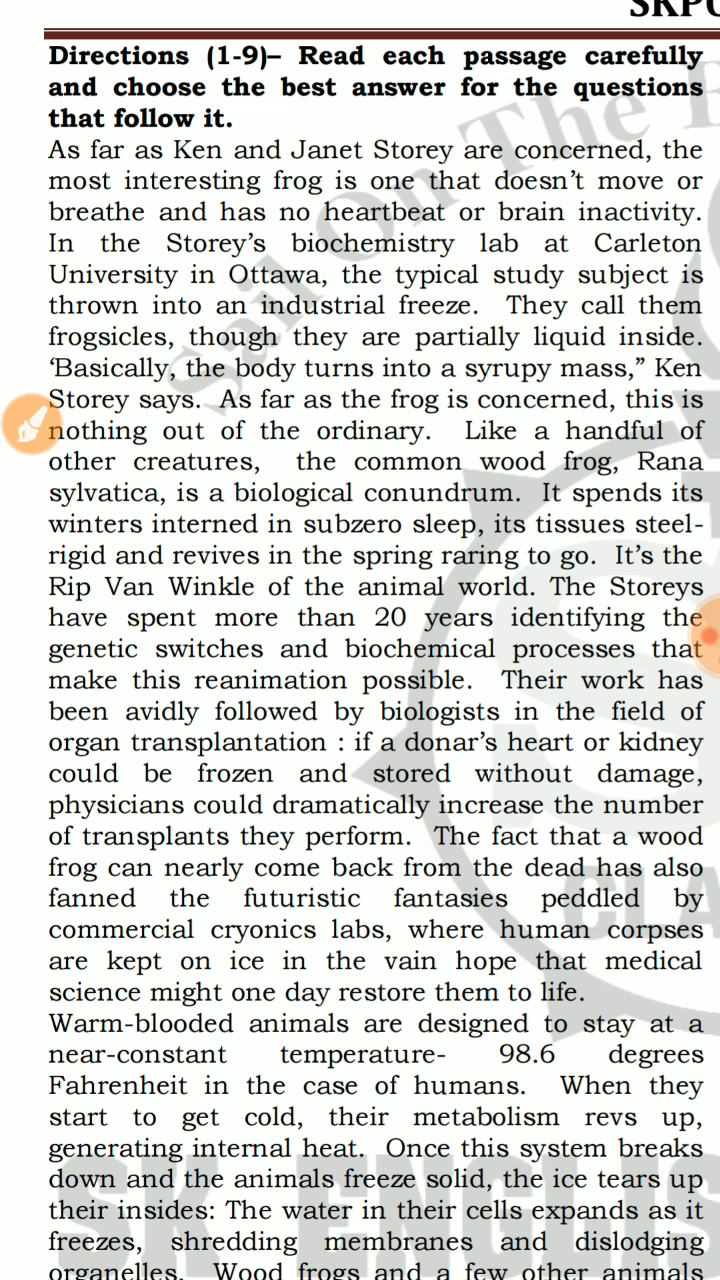 SKPU
Directions (1-9)– Read each passage carefully
and choose the best answer for the questions
that follow it.
As far as Ken and Janet Storey are concerned, the
most interesting frog is one that doesn’t move or
breathe and has no heartbeat or brain inactivity.
In the Storey’s biochemistry lab at Carleton
University in Ottawa, the typical study subject is
thrown into an industrial freeze. They call them
frogsicles, though they are partially liquid inside.
‘Basically, the body turns into a syrupy mass,” Ken
Storey says. As far as the frog is concerned, this is
nothing out of the ordinary. Like a handful of
other creatures, the common wood frog, Rana
sylvatica, is a biological conundrum. It spends its
winters interned in subzero sleep, its tissues steel-
rigid and revives in the spring raring to go. It’s the
Rip Van Winkle of the animal world. The Storeys
have spent more than 20 years identifying the
genetic switches and biochemical processes that
make this reanimation possible. Their work has
been avidly followed by biologists in the field of
organ transplantation : if a donar’s heart or kidney
could be frozen and stored without damage,
physicians could dramatically increase the number
of transplants they perform. The fact that a wood
frog can nearly come back from the dead has also
fanned the futuristic fantasies peddled by
commercial cryonics labs, where human corpses
are kept on ice in the vain hope that medical
science might one day restore them to life.
Warm-blooded animals are designed to stay at a
near-constant temperature- 98.6 degrees
Fahrenheit in the case of humans. When they
start to get cold, their metabolism revs up,
generating internal heat. Once this system breaks
down and the animals freeze solid, the ice tears up
their insides: The water in their cells expands as it
freezes, shredding membranes and dislodging
organelles. Wood frogs and a few other animals
Sail On The B
CLA
SK ENGLIS